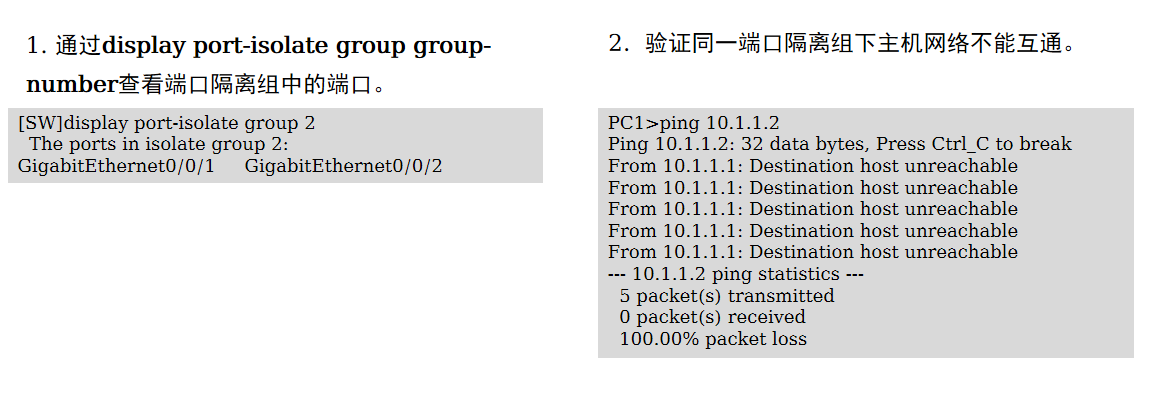 1. 通过display port-isolate group group-
number查看端口隔离组中的端口。
[SW]display port-isolate group 2
The ports in isolate group 2:
GigabitEthernet0/0/1 GigabitEthernet0/0/2
2. 验证同一端口隔离组下主机网络不能互通。
PC1>ping 10.1.1.2
Ping 10.1.1.2: 32 data bytes, Press Ctrl_C to break
From 10.1.1.1: Destination host unreachable
From 10.1.1.1: Destination host unreachable
From 10.1.1.1: Destination host unreachable
From 10.1.1.1: Destination host unreachable
From 10.1.1.1: Destination host unreachable
--- 10.1.1.2 ping statistics ---
5 packet(s) transmitted
0 packet(s) received
100.00% packet loss